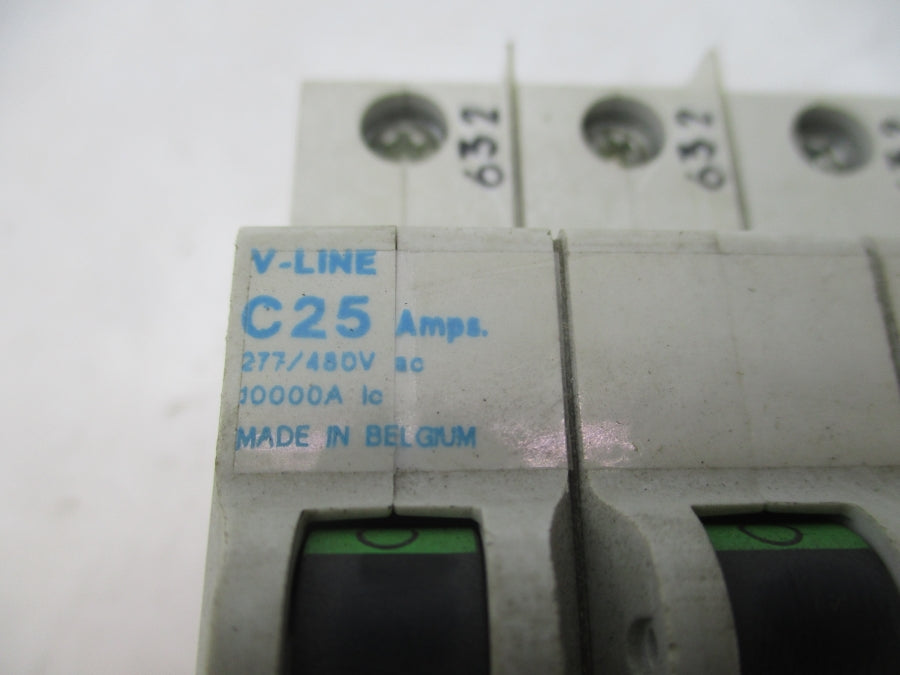 632
632
V-LINE
C25 Amps.
277/480V ac
10000A Ic
MADE IN BELGIUM
O
O